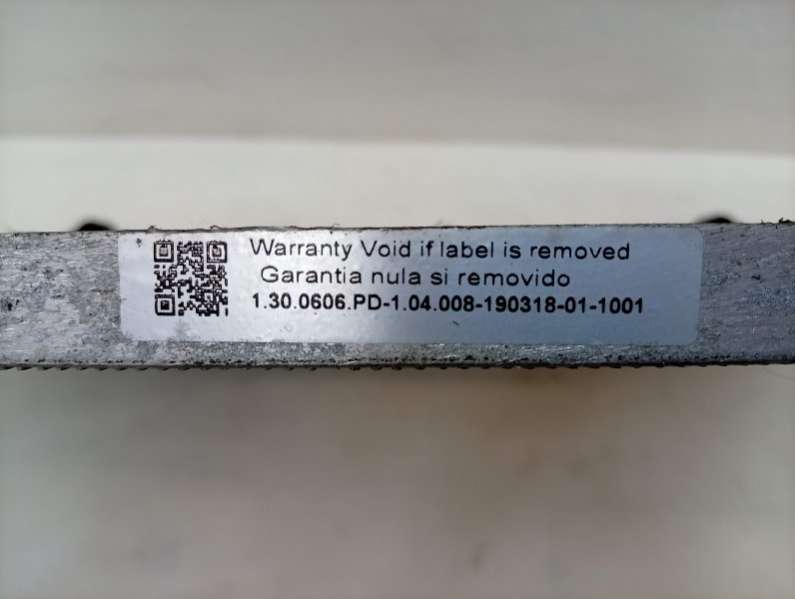 Warranty Void if label is removed
Garantia nula si removido
1.30.0606.PD-1.04.008-190318-01-1001